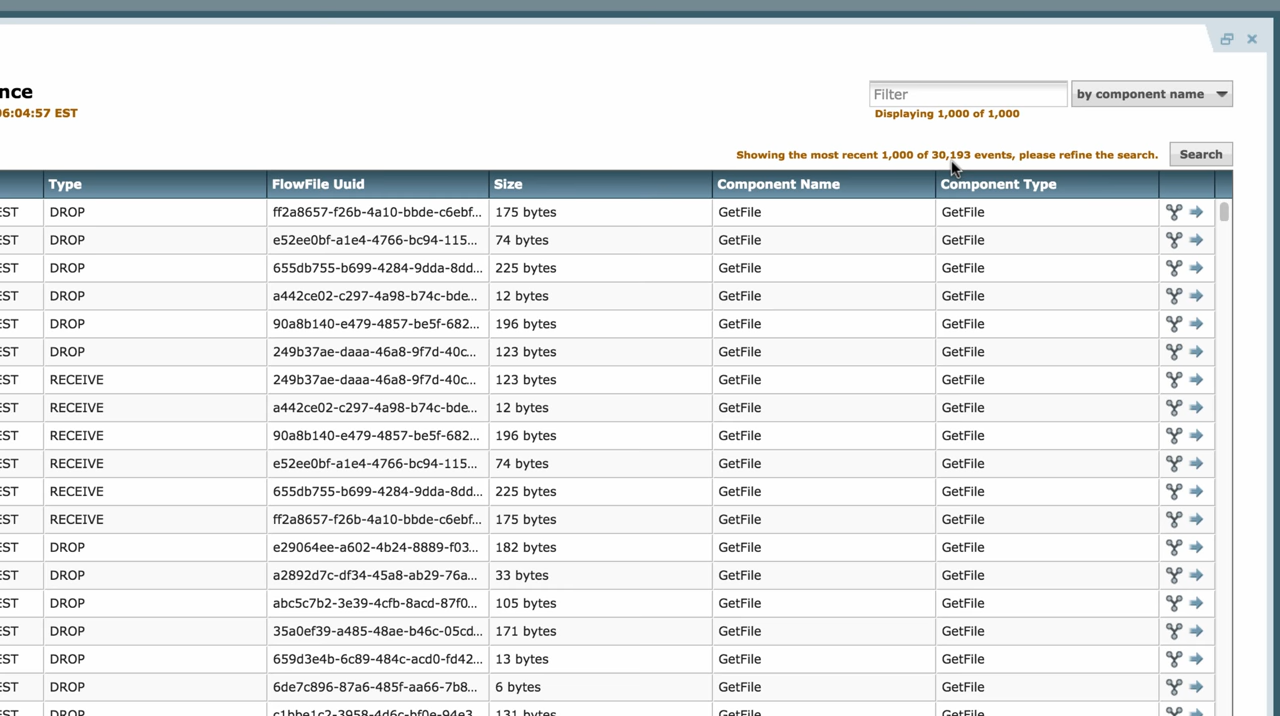 nce
06:04:57 EST
Filter
by component name
Displaying 1,000 of 1,000
Showing the most recent 1,000 of 30,193 events, please refine the search.
Search
Type FlowFile Uuid Size Component Name Component Type
EST DROP ff2a8657-f26b-4a10-bbde-c6ebf... 175 bytes GetFile GetFile
EST DROP e52ee0bf-a1e4-4766-bc94-115... 74 bytes GetFile GetFile
EST DROP 655db755-b699-4284-9dda-8dd... 225 bytes GetFile GetFile
EST DROP a442ce02-c297-4a98-b74c-bde... 12 bytes GetFile GetFile
EST DROP 90a8b140-e479-4857-be5f-682... 196 bytes GetFile GetFile
EST DROP 249b37ae-daaa-46a8-9f7d-40c... 123 bytes GetFile GetFile
EST RECEIVE 249b37ae-daaa-46a8-9f7d-40c... 123 bytes GetFile GetFile
EST RECEIVE a442ce02-c297-4a98-b74c-bde... 12 bytes GetFile GetFile
EST RECEIVE 90a8b140-e479-4857-be5f-682... 196 bytes GetFile GetFile
EST RECEIVE e52ee0bf-a1e4-4766-bc94-115... 74 bytes GetFile GetFile
EST RECEIVE 655db755-b699-4284-9dda-8dd... 225 bytes GetFile GetFile
EST RECEIVE ff2a8657-f26b-4a10-bbde-c6ebf... 175 bytes GetFile GetFile
EST DROP e29064ee-a602-4b24-8889-f03... 182 bytes GetFile GetFile
EST DROP a2892d7c-df34-45a8-ab29-76a... 33 bytes GetFile GetFile
EST DROP abc5c7b2-3e39-4cfb-8acd-87f0... 105 bytes GetFile GetFile
EST DROP 35a0ef39-a485-48ae-b46c-05cd... 171 bytes GetFile GetFile
EST DROP 659d3e4b-6c89-484c-acd0-fd42... 13 bytes GetFile GetFile
EST DROP 6de7c896-87a6-485f-aa66-7b8... 6 bytes GetFile GetFile
EST DROP c1bbe1c2-3958-4d6c-bf0e-94e3... 131 bytes GetFile GetFile